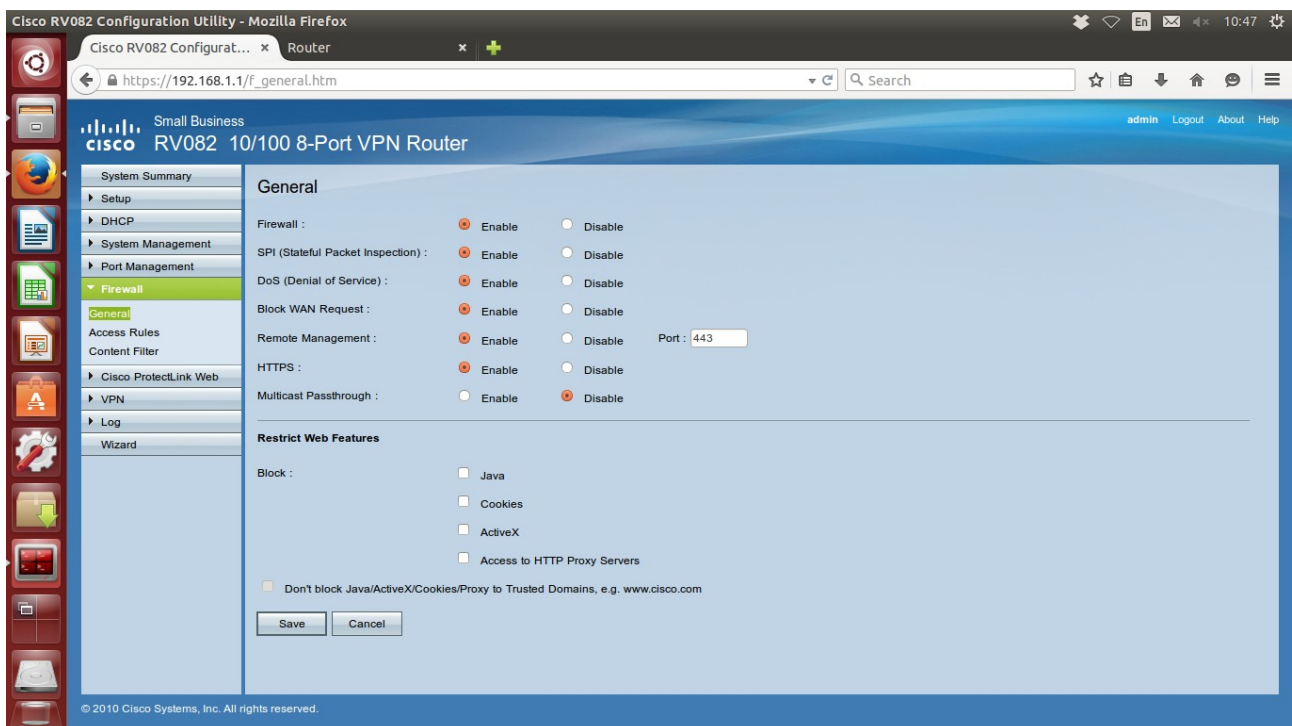 Cisco RV082 Configuration Utility - Mozilla Firefox
En
10:47
Cisco RV082 Configurat... ×
Router ×
https://192.168.1.1/f_general.htm
Search
Small Business
cisco RV082 10/100 8-Port VPN Router
admin Logout About Help
System Summary
Setup
DHCP
System Management
Port Management
Firewall
General
Access Rules
Content Filter
Cisco ProtectLink Web
VPN
Log
Wizard
General
Firewall : Enable Disable
SPI (Stateful Packet Inspection) : Enable Disable
DoS (Denial of Service) : Enable Disable
Block WAN Request : Enable Disable
Remote Management : Enable Disable Port : 443
HTTPS : Enable Disable
Multicast Passthrough : Enable Disable
Restrict Web Features
Block : Java
Cookies
ActiveX
Access to HTTP Proxy Servers
Don't block Java/ActiveX/Cookies/Proxy to Trusted Domains, e.g. www.cisco.com
Save Cancel
© 2010 Cisco Systems, Inc. All rights reserved.